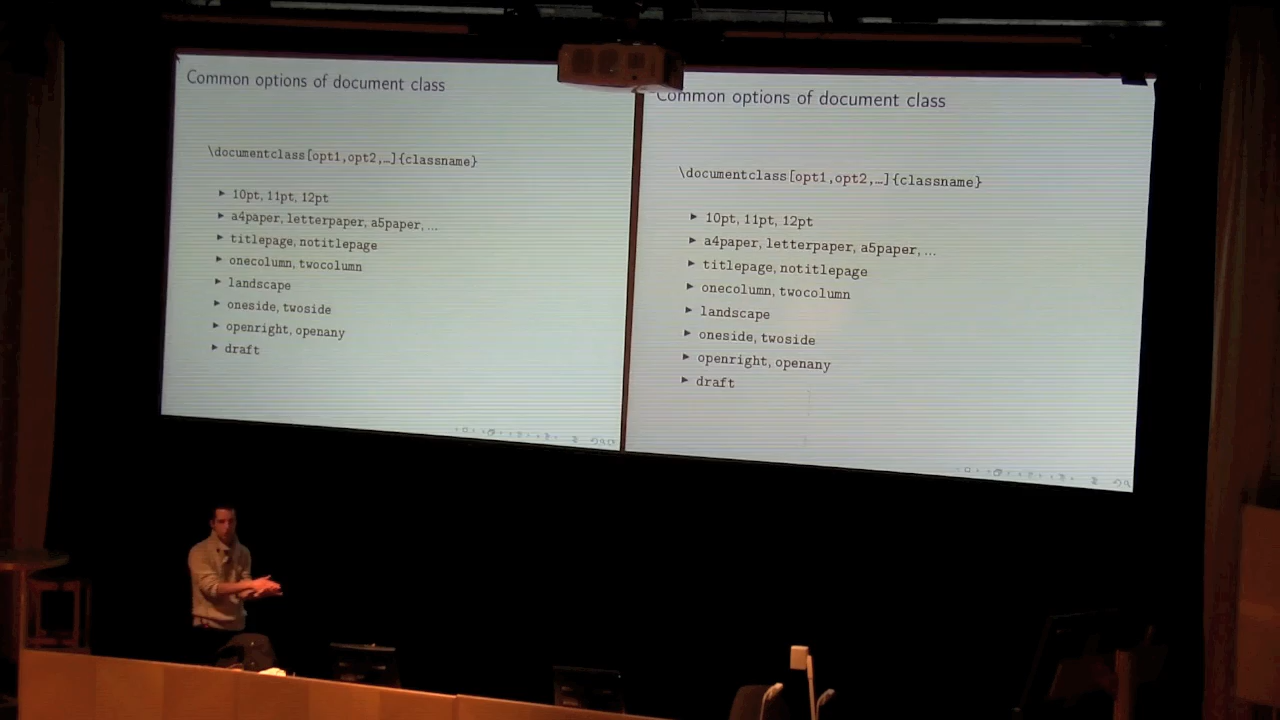 Common options of document class
\documentclass[opt1,opt2,…]{classname}
▶ 10pt, 11pt, 12pt
▶ a4paper, letterpaper, a5paper, …
▶ titlepage, notitlepage
▶ onecolumn, twocolumn
▶ landscape
▶ oneside, twoside
▶ openright, openany
▶ draft
Common options of document class
\documentclass[opt1,opt2,…]{classname}
▶ 10pt, 11pt, 12pt
▶ a4paper, letterpaper, a5paper, …
▶ titlepage, notitlepage
▶ onecolumn, twocolumn
▶ landscape
▶ oneside, twoside
▶ openright, openany
▶ draft